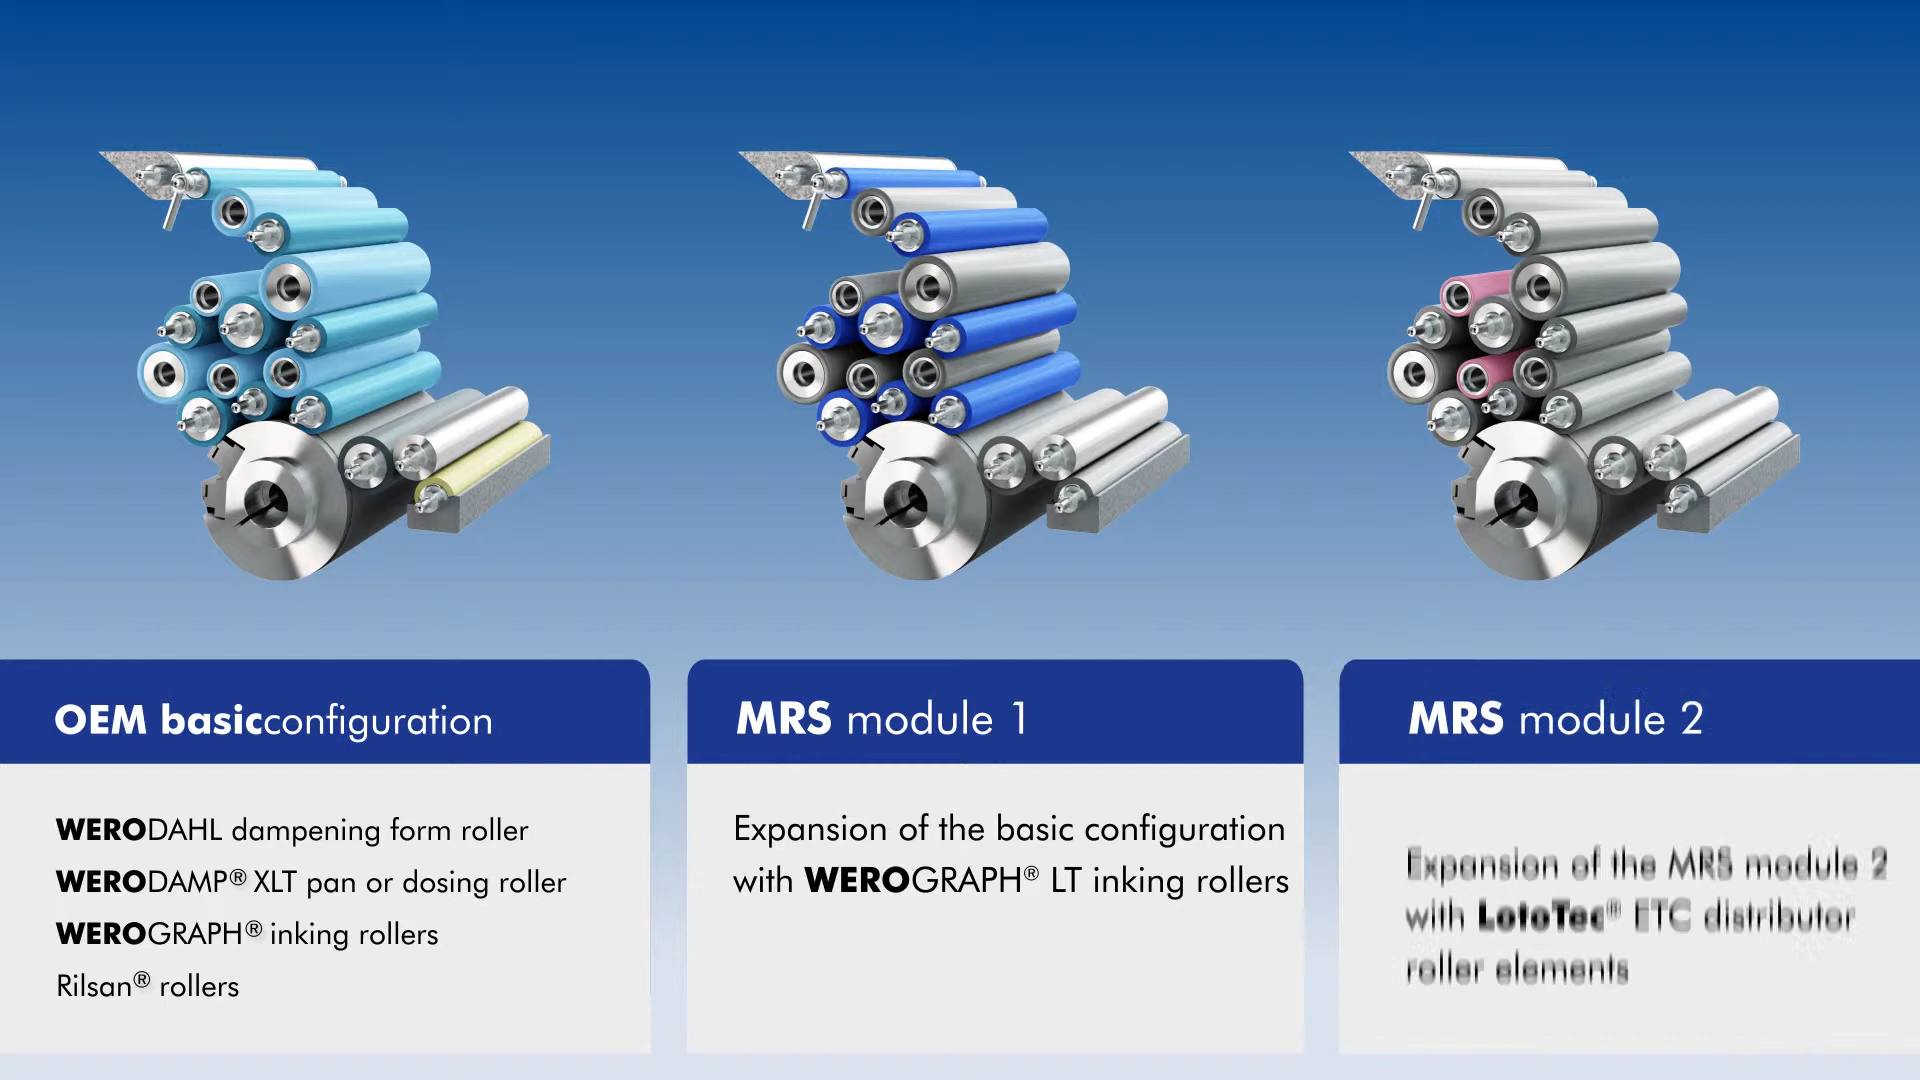 OEM basicconfiguration
WERODAHL dampening form roller
WERODAMP® XLT pan or dosing roller
WEROGRAPH® inking rollers
Rilsan® rollers
MRS module 1
Expansion of the basic configuration
with WEROGRAPH® LT inking rollers
MRS module 2
Expansion of the MRS module 2
with LotoTec® ETC distributor
roller elements